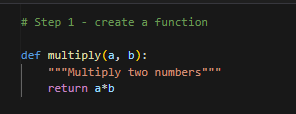 # Step 1 - create a function
def multiply(a, b):
    """Multiply two numbers"""
    return a*b